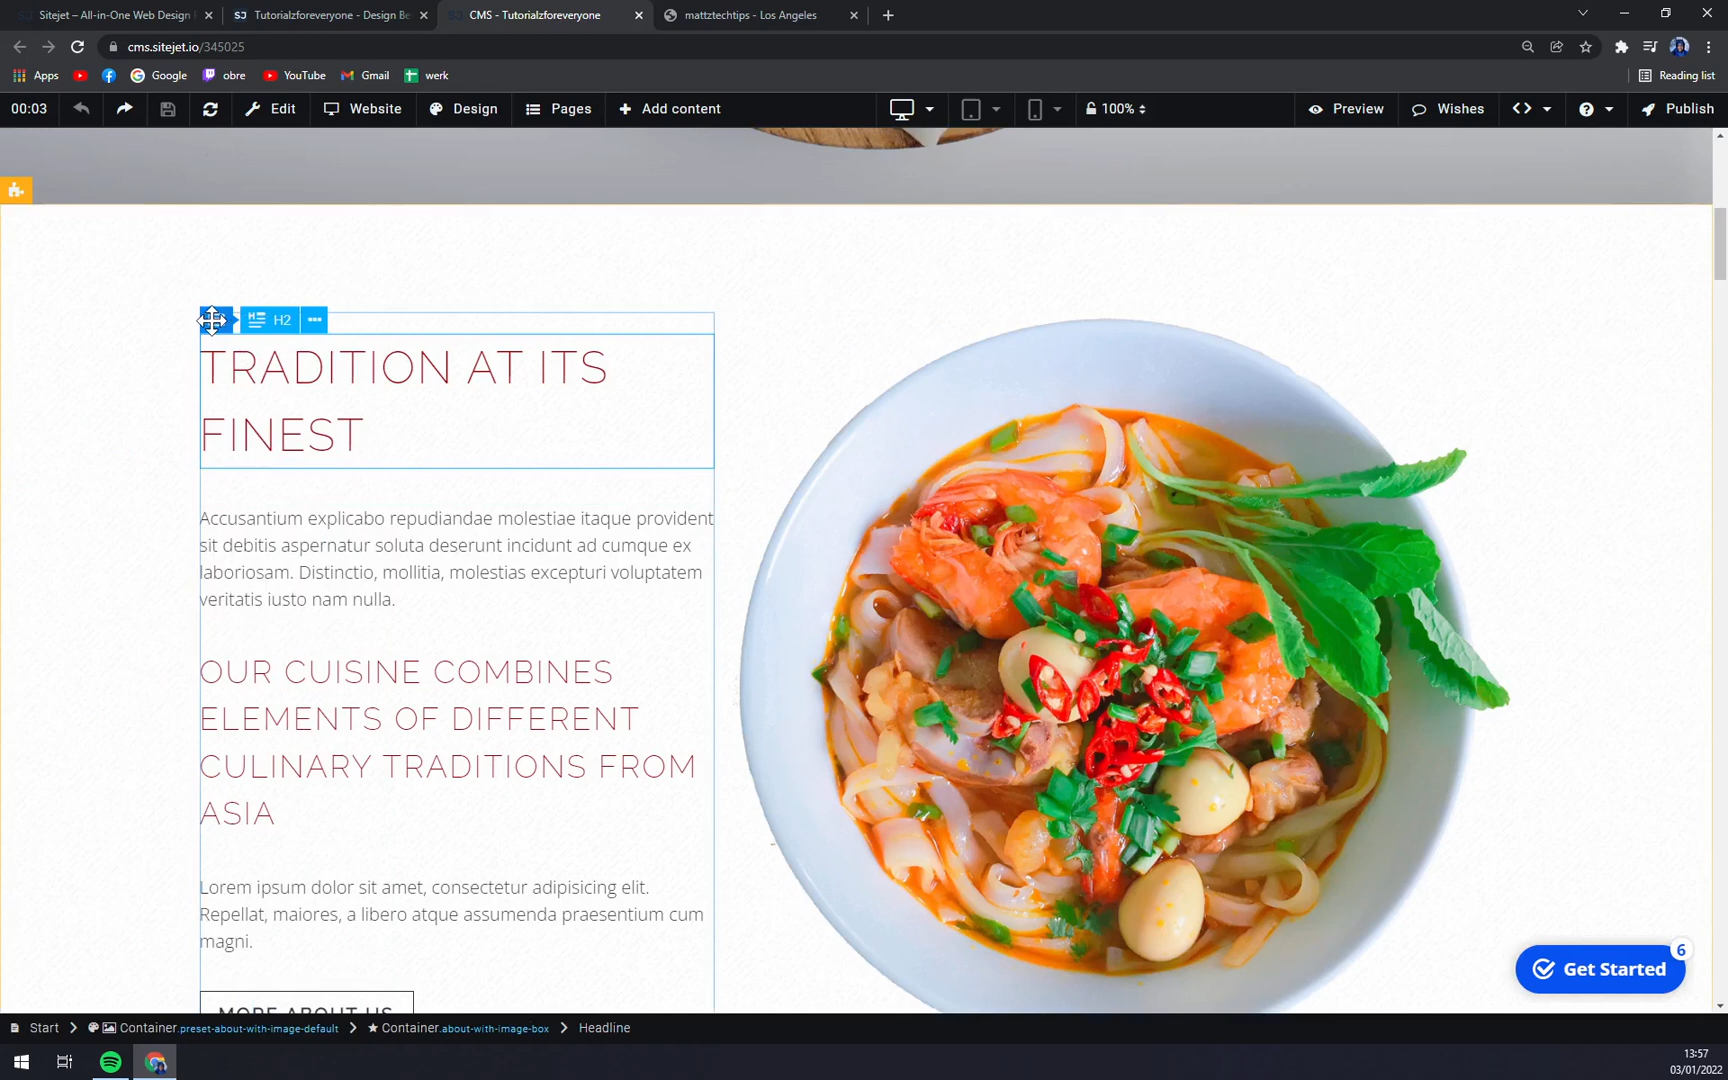 Sitejet – All-in-One Web Design
Tutorialzforeveryone - Design Be
CMS - Tutorialzforeveryone
mattztechtips - Los Angeles
cms.sitejet.io/345025
Apps
Google
obre
YouTube
Gmail
werk
Reading list
00:03
Edit
Website
Design
Pages
Add content
100%
Preview
Wishes
Publish
H2
TRADITION AT ITS
FINEST
Accusantium explicabo repudiandae molestiae itaque provident
sit debitis aspernatur soluta deserunt incidunt ad cumque ex
laboriosam. Distinctio, mollitia, molestias excepturi voluptatem
veritatis iusto nam nulla.
OUR CUISINE COMBINES
ELEMENTS OF DIFFERENT
CULINARY TRADITIONS FROM
ASIA
Lorem ipsum dolor sit amet, consectetur adipisicing elit.
Repellat, maiores, a libero atque assumenda praesentium cum
magni.
MORE ABOUT US
6
Get Started
Start
Container.preset-about-with-image-default
Container.about-with-image-box
Headline
13:57
03/01/2022